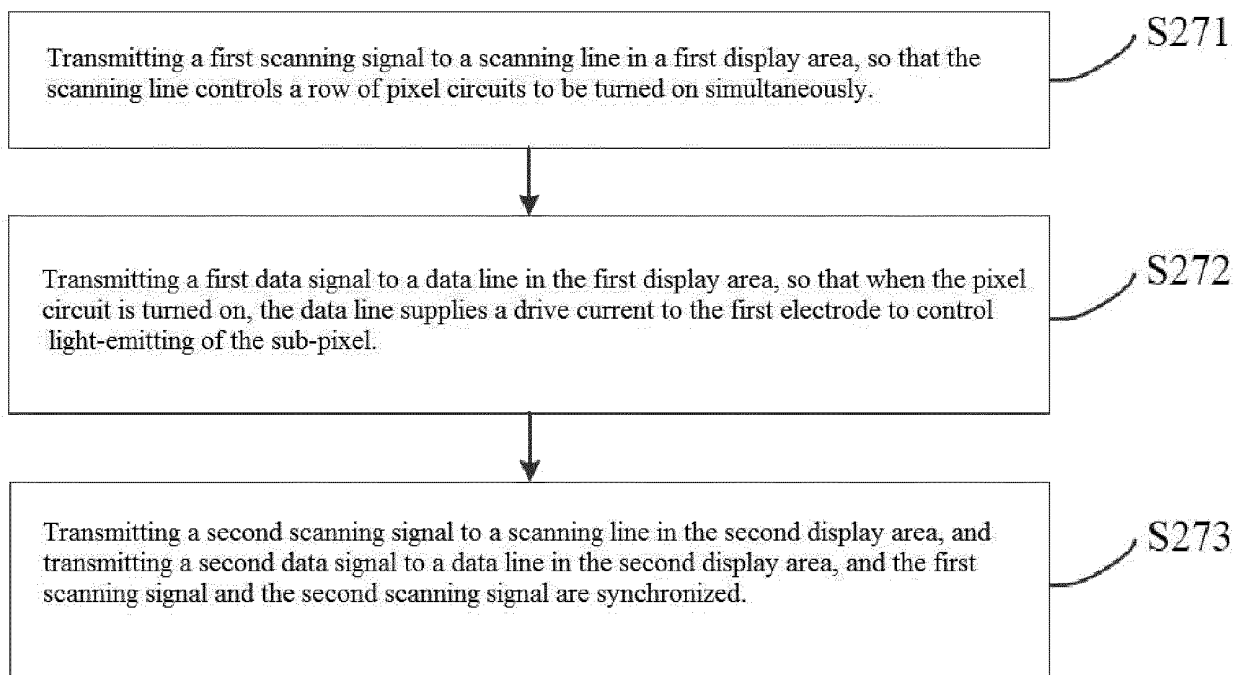 Transmitting a first scanning signal to a scanning line in a first display area, so that the
scanning line controls a row of pixel circuits to be turned on simultaneously.
S271
Transmitting a first data signal to a data line in the first display area, so that when the pixel
circuit is turned on, the data line supplies a drive current to the first electrode to control
light-emitting of the sub-pixel.
S272
Transmitting a second scanning signal to a scanning line in the second display area, and
transmitting a second data signal to a data line in the second display area, and the first
scanning signal and the second scanning signal are synchronized.
S273